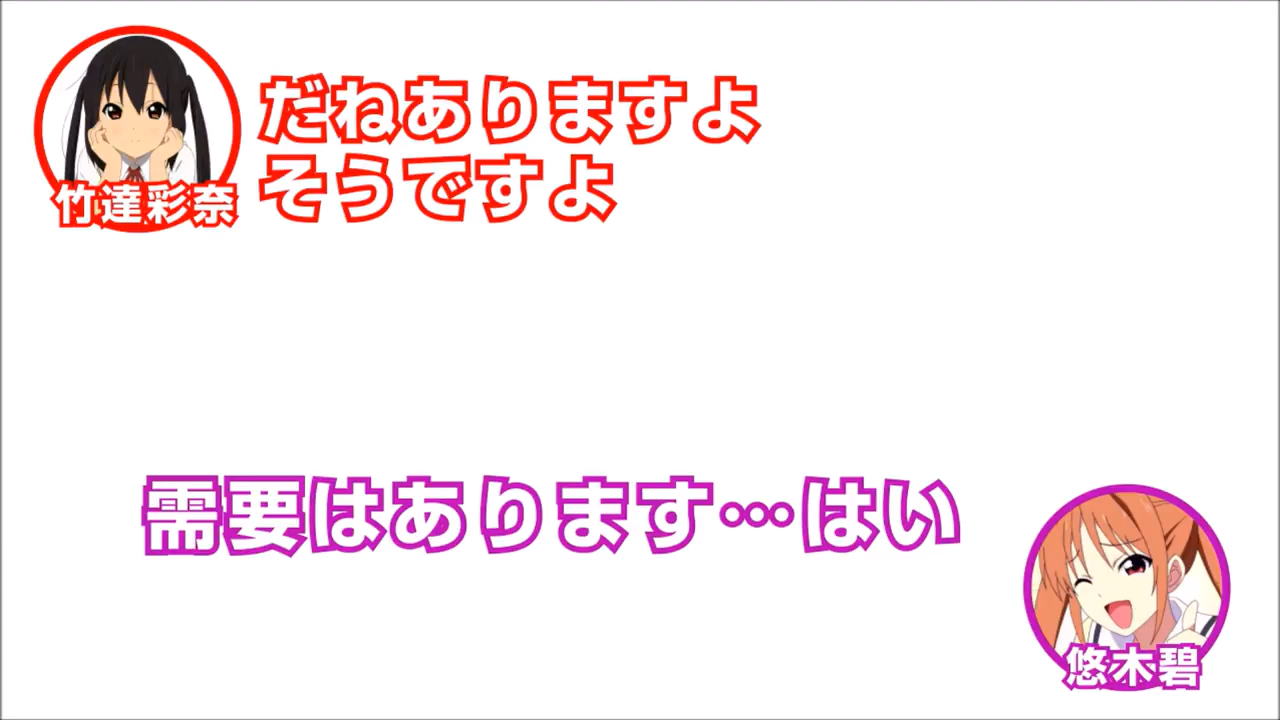 だねありますよ
そうですよ
竹達彩奈
需要はあります…はい
悠木碧